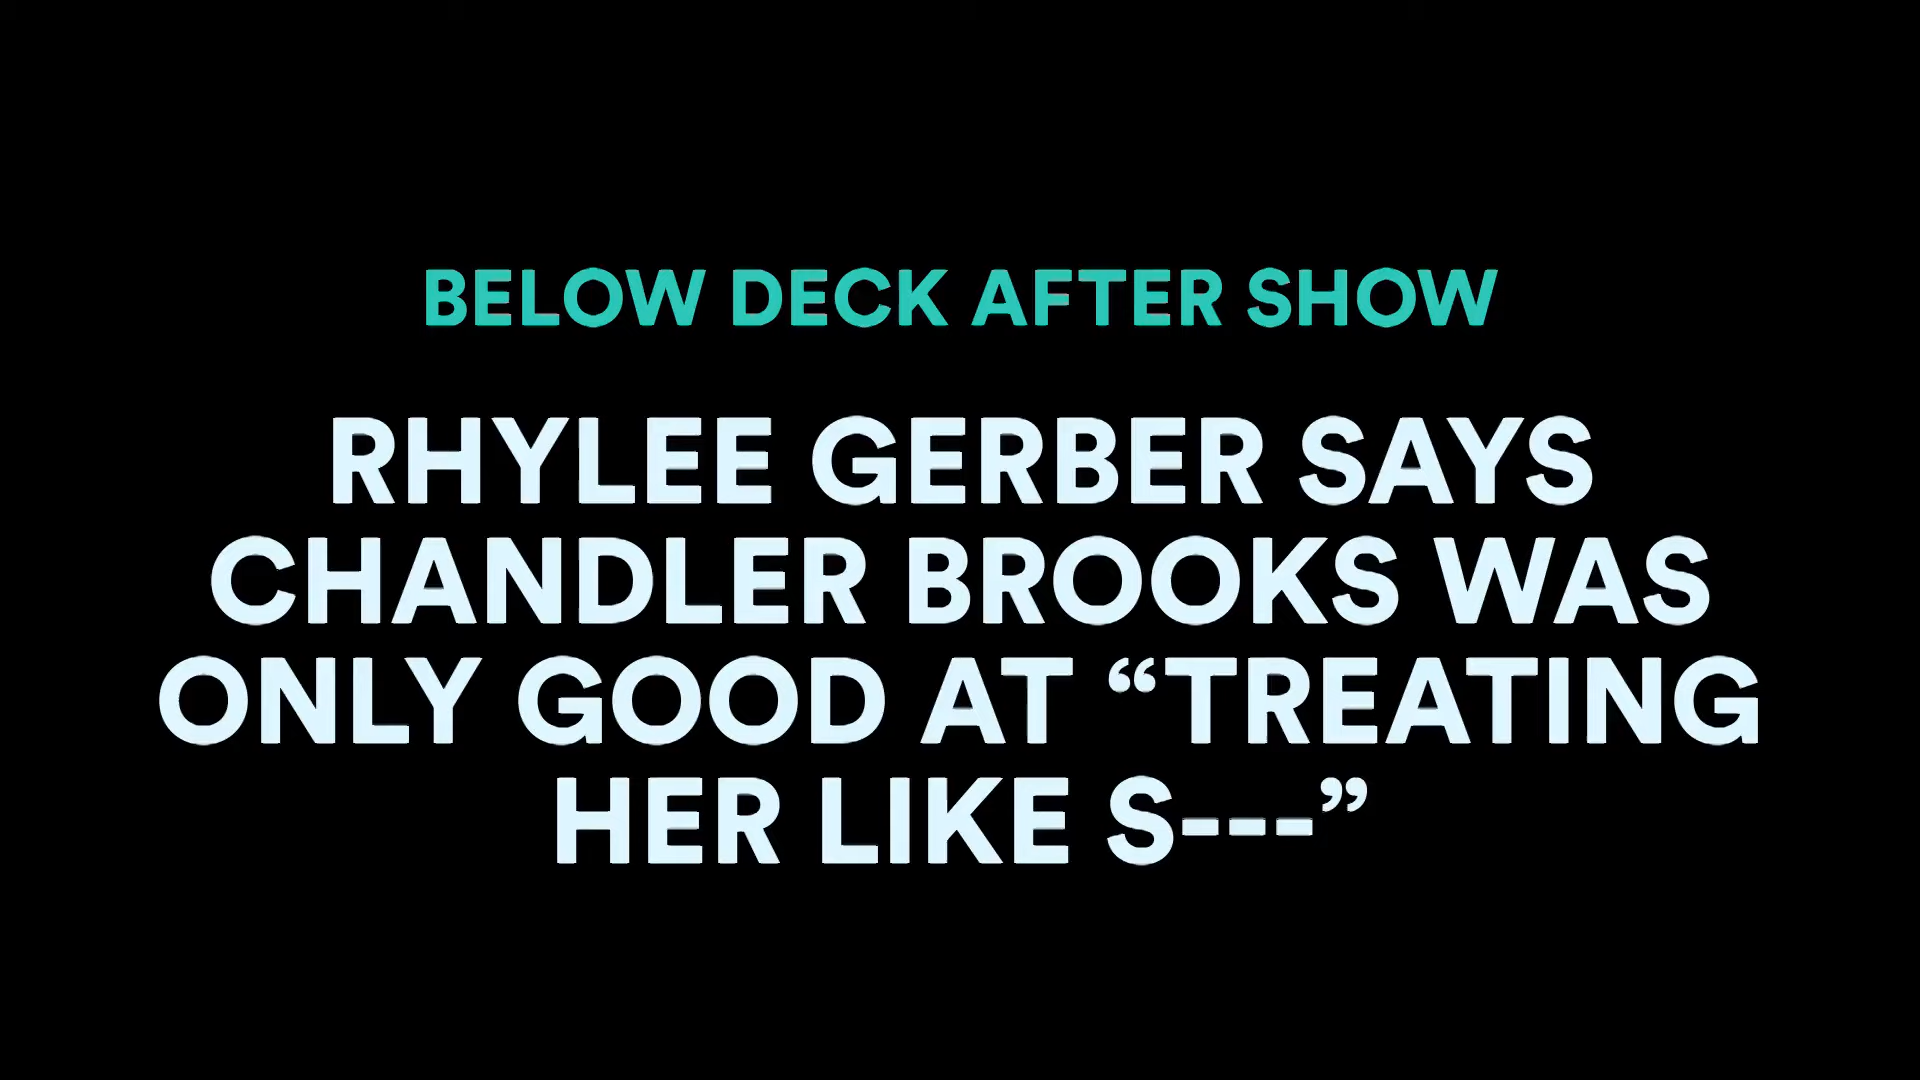 BELOW DECK AFTER SHOW
RHYLEE GERBER SAYS
CHANDLER BROOKS WAS
ONLY GOOD AT “TREATING
HER LIKE S---”